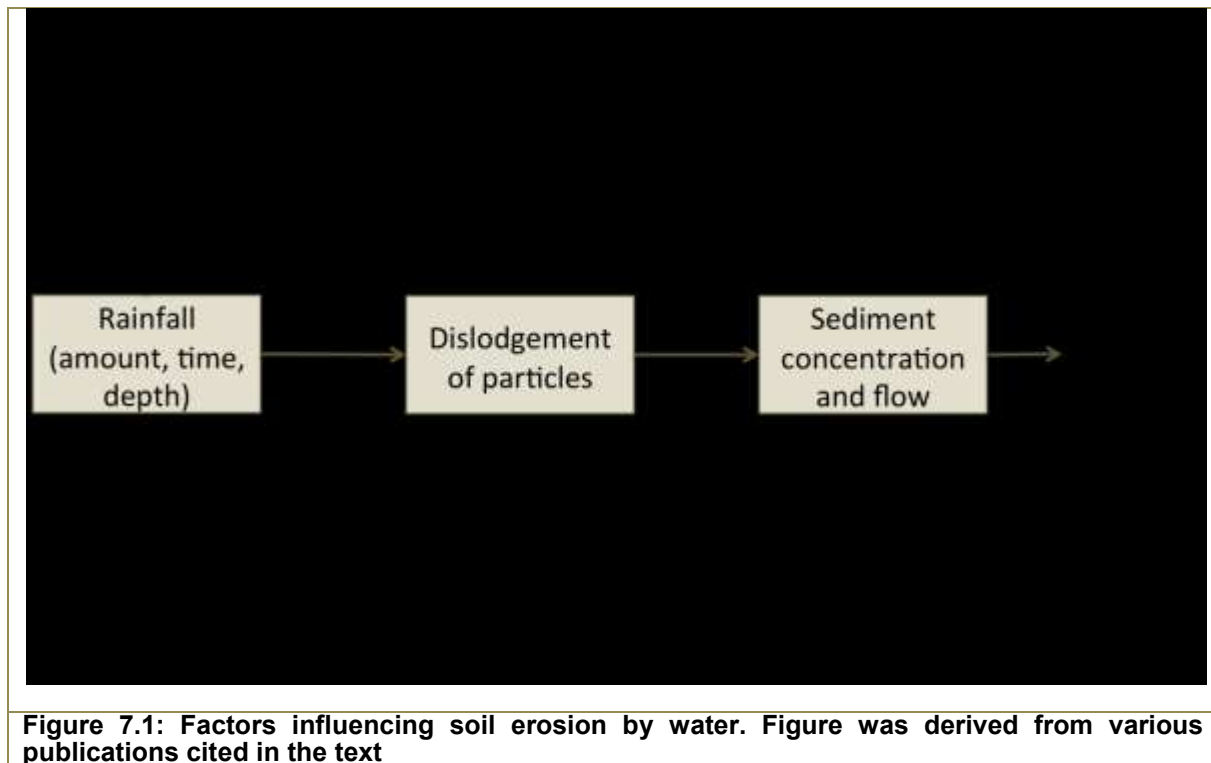 Rainfall
(amount, time,
depth)
Dislodgement
of particles
Sediment
concentration
and flow
Figure 7.1: Factors influencing soil erosion by water. Figure was derived from various
publications cited in the text